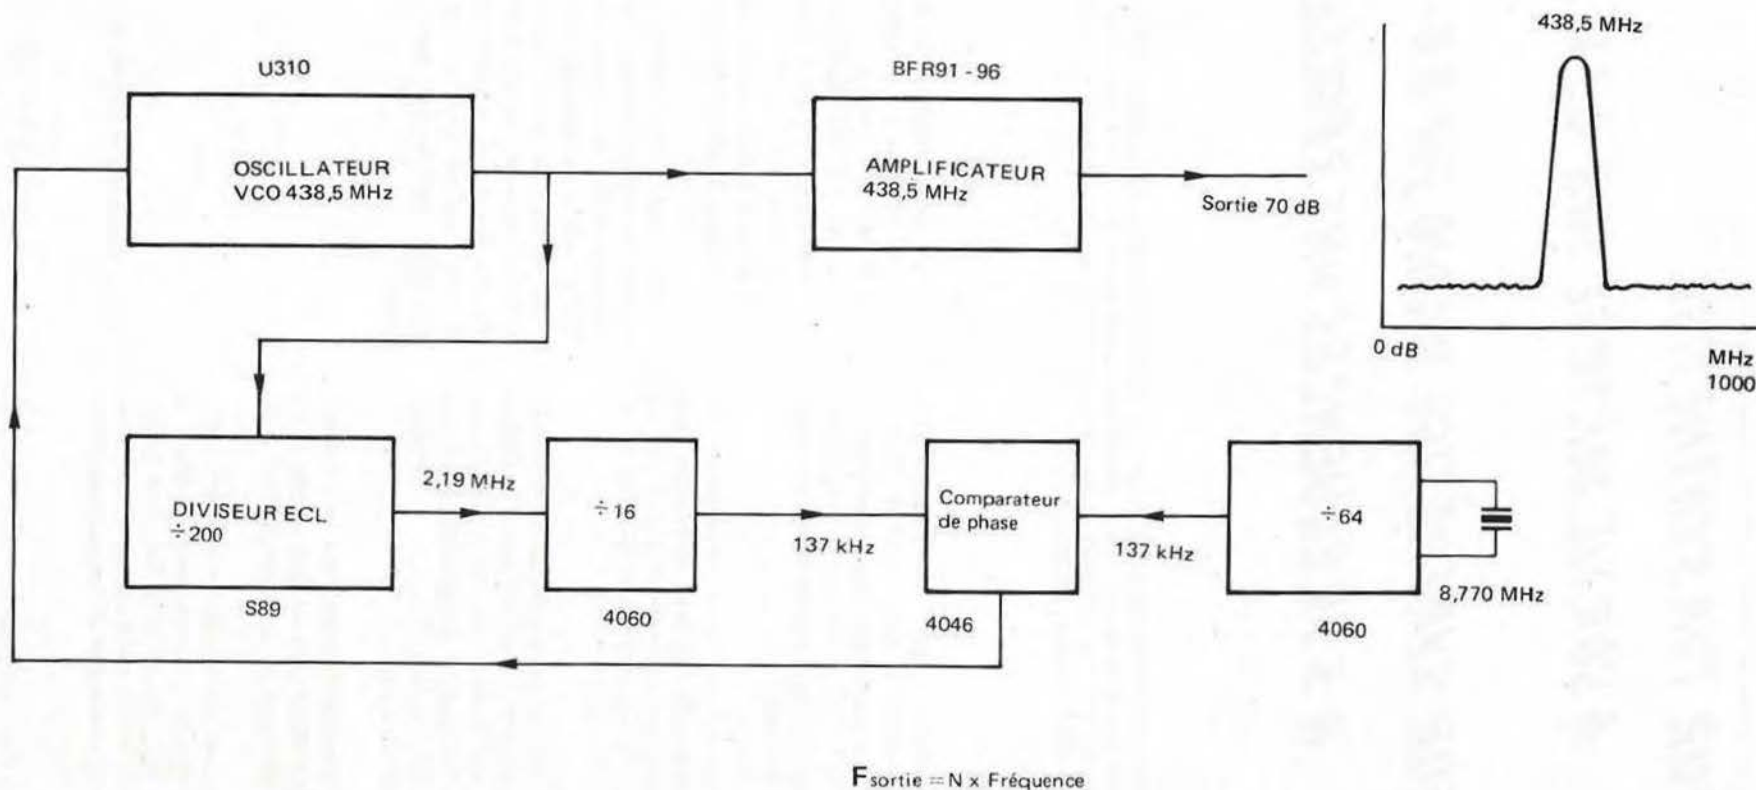 U310
OSCILLATEUR
VCO 438,5 MHz
BFR91 - 96
AMPLIFICATEUR
438,5 MHz
Sortie 70 dB
438,5 MHz
0 dB
MHz
1000
DIVISEUR ECL
÷200
S89
2,19 MHz
÷16
4060
137 kHz
Comparateur
de phase
4046
137 kHz
÷64
4060
8,770 MHz
Fsortie = N x Fréquence